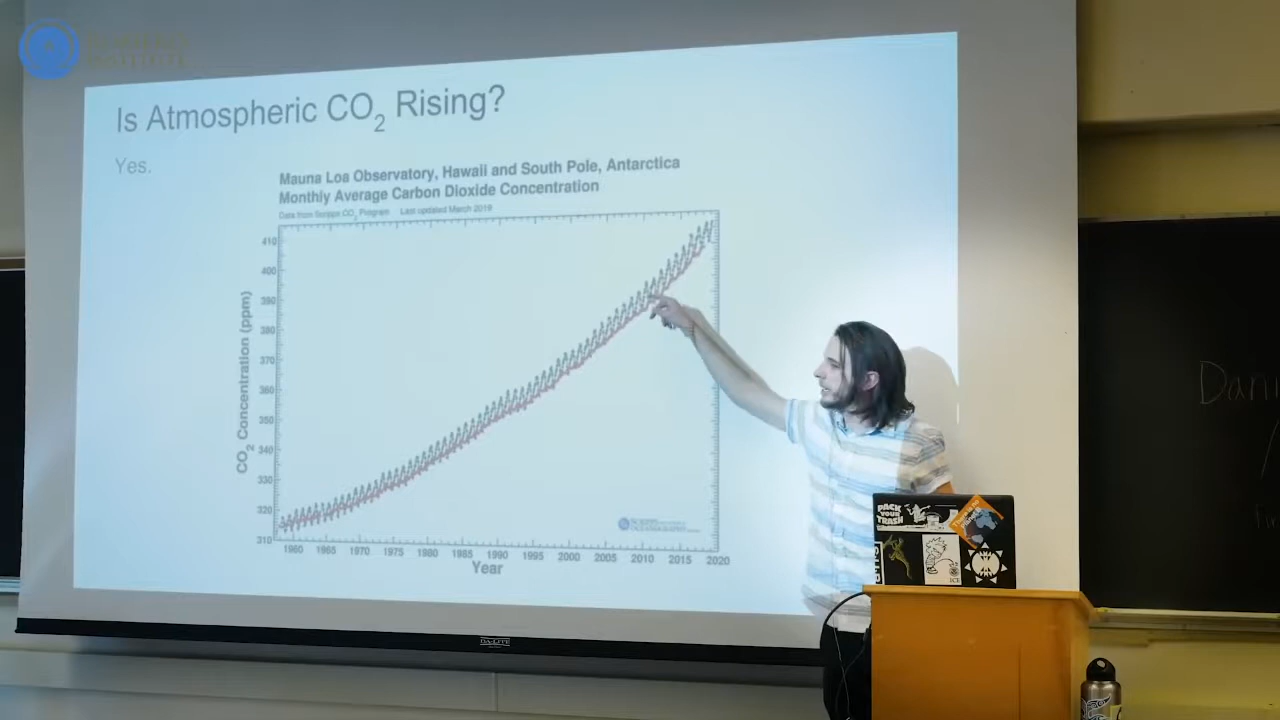 Is Atmospheric CO2 Rising?
Yes.
Mauna Loa Observatory, Hawaii and South Pole, Antarctica
Monthly Average Carbon Dioxide Concentration
Data from Scripps CO2 Program Last updated March 2019
CO2 Concentration (ppm)
410
400
390
380
370
360
350
340
330
320
310
1960 1965 1970 1975 1980 1985 1990 1995 2000 2005 2010 2015 2020
Year
DA-LITE
PACK
YOUR
TRASH
Dani